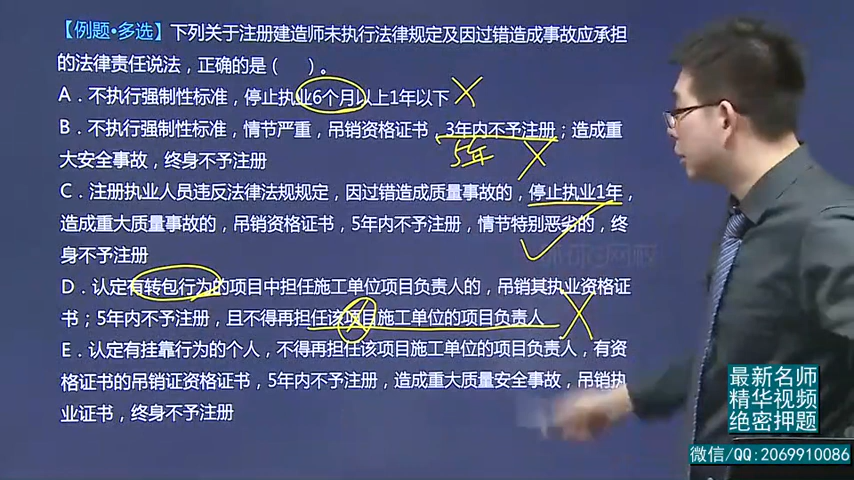 【例题·多选】下列关于注册建造师未执行法律规定及因过错造成事故应承担
的法律责任说法，正确的是（ ）。
A．不执行强制性标准，停止执业6个月以上1年以下
B．不执行强制性标准，情节严重，吊销资格证书，3年内不予注册；造成重
5年
大安全事故，终身不予注册
C．注册执业人员违反法律法规规定，因过错造成质量事故的，停止执业1年，
造成重大质量事故的，吊销资格证书，5年内不予注册，情节特别恶劣的，终
身不予注册
D．认定有转包行为的项目中担任施工单位项目负责人的，吊销其执业资格证
书；5年内不予注册，且不得再担任该项目施工单位的项目负责人
E．认定有挂靠行为的个人，不得再担任该项目施工单位的项目负责人，有资
格证书的吊销证资格证书，5年内不予注册，造成重大质量安全事故，吊销执
业证书，终身不予注册
最新名师
精华视频
绝密押题
微信/QQ:2069910086